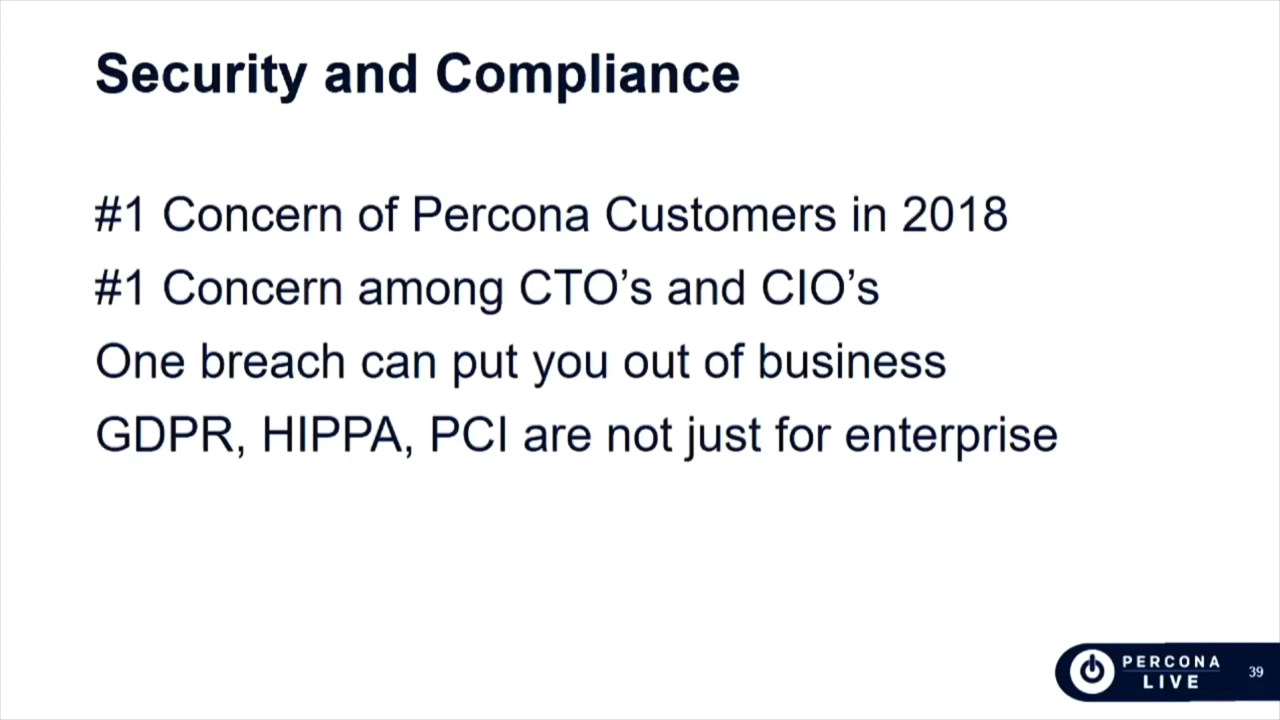 Security and Compliance
#1 Concern of Percona Customers in 2018
#1 Concern among CTO’s and CIO’s
One breach can put you out of business
GDPR, HIPPA, PCI are not just for enterprise
PERCONA
LIVE
39